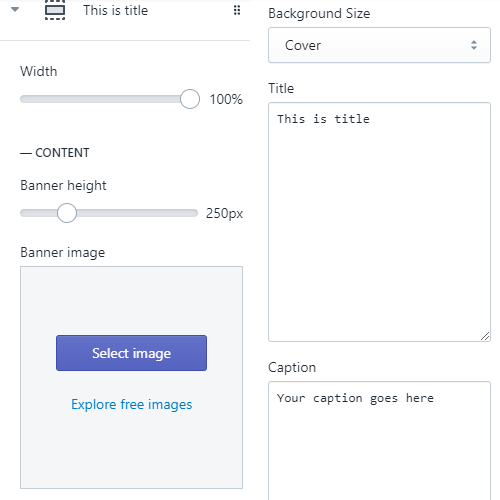 This is title
Width
100%
— CONTENT
Banner height
250px
Banner image
Select image
Explore free images
Background Size
Cover
Title
This is title
Caption
Your caption goes here